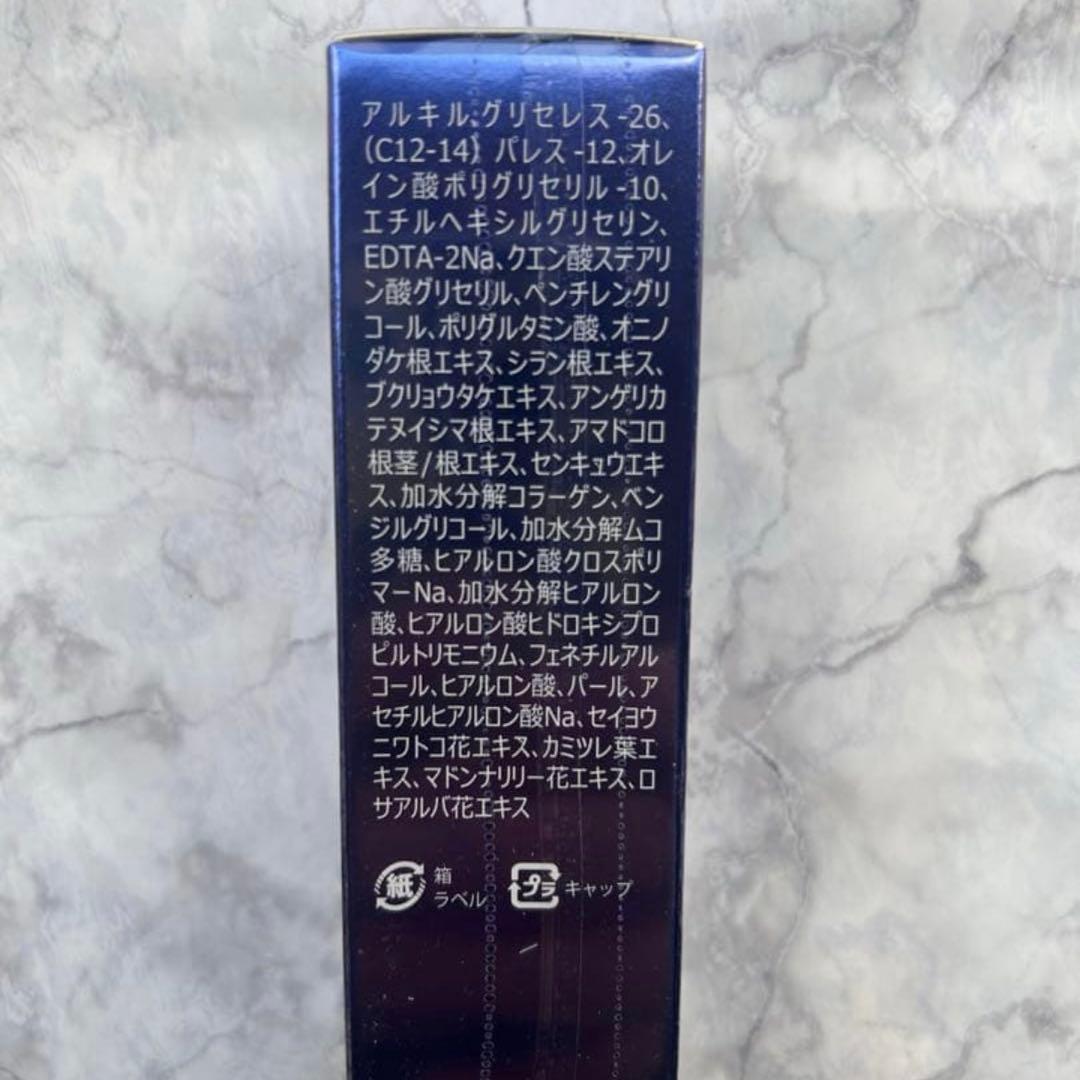 アルキルグリセレス-26、
(C12-14) パレス-12、オレ
イン酸ポリグリセリル-10、
エチルヘキシルグリセリン、
EDTA-2Na、クエン酸ステアリ
ン酸グリセリル、ペンチレングリ
コール、ポリグルタミン酸、オニノ
ダケ根エキス、シラン根エキス、
ブクリョウタケエキス、アンゲリカ
テヌイシマ根エキス、アマドコロ
根茎/根エキス、センキュウエキ
ス、加水分解コラーゲン、ベン
ジルグリコール、加水分解ムコ
多糖、ヒアルロン酸クロスポリ
マーNa、加水分解ヒアルロン
酸、ヒアルロン酸ヒドロキシプロ
ピルトリモニウム、フェネチルアル
コール、ヒアルロン酸、パール、ア
セチルヒアルロン酸Na、セイヨウ
ニワトコ花エキス、カミツレ葉エ
キス、マドンナリリー花エキス、ロ
サアルバ花エキス
紙 箱
ラベル
プラ キャップ